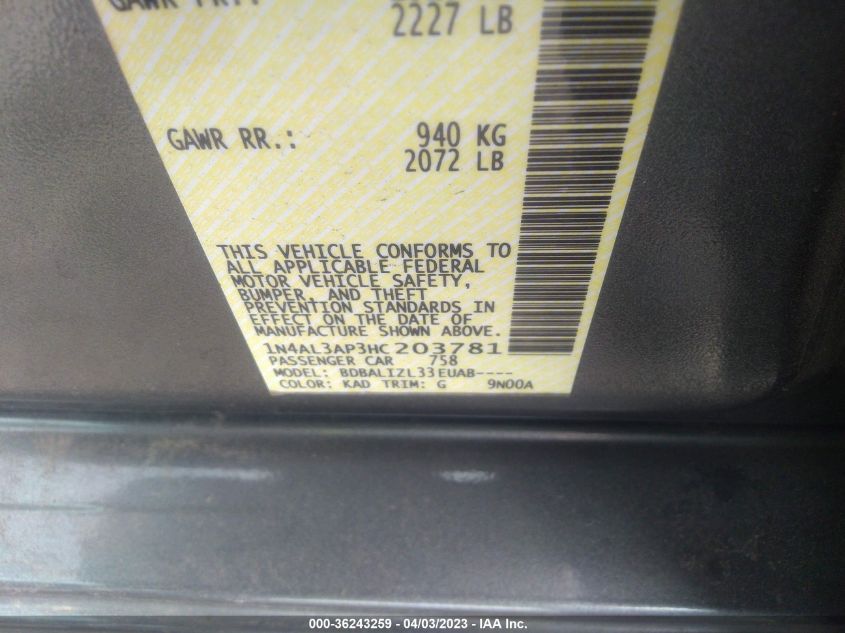 GAWR FRT:
2227 LB
GAWR RR.: 940 KG
2072 LB
THIS VEHICLE CONFORMS TO
ALL APPLICABLE FEDERAL
MOTOR VEHICLE SAFETY,
BUMPER, AND THEFT
PREVENTION STANDARDS IN
EFFECT ON THE DATE OF
MANUFACTURE SHOWN ABOVE.
1N4AL3AP3HC203781
PASSENGER CAR 758
MODEL: BDBALIZL33EUAB----
COLOR: KAD TRIM: G 9N00A
000-36243259 - 04/03/2023 - IAA Inc.